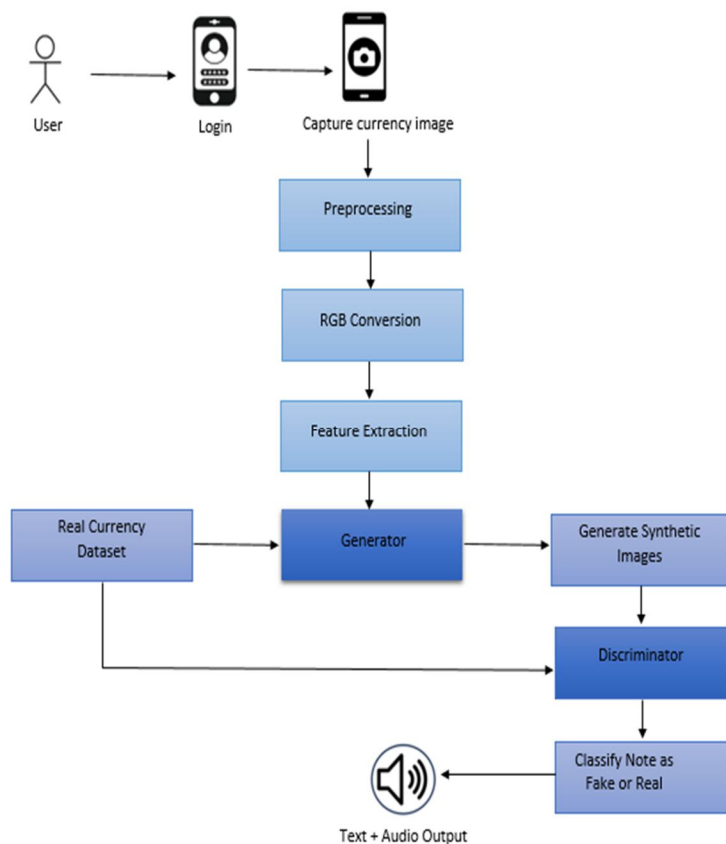 User
Login
Capture currency image
Preprocessing
RGB Conversion
Feature Extraction
Real Currency
Dataset
Generator
Generate Synthetic
Images
Discriminator
Classify Note as
Fake or Real
Text + Audio Output